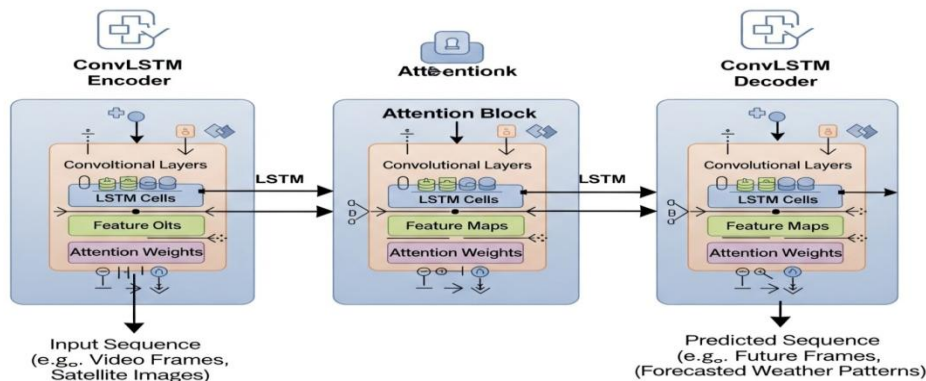 ConvLSTM
Encoder
Atteentionk
ConvLSTM
Decoder
Attention Block
Convoltional Layers
LSTM Cells
Feature Oits
Attention Weights
LSTM
Convolutional Layers
LSTM Cells
Feature Maps
Attention Weights
LSTM
Convolutional Layers
LSTM Cells
Feature Maps
Attention Weights
Input Sequence
(e.g., Video Frames,
Satellite Images)
Predicted Sequence
(e.g., Future Frames,
(Forecasted Weather Patterns)